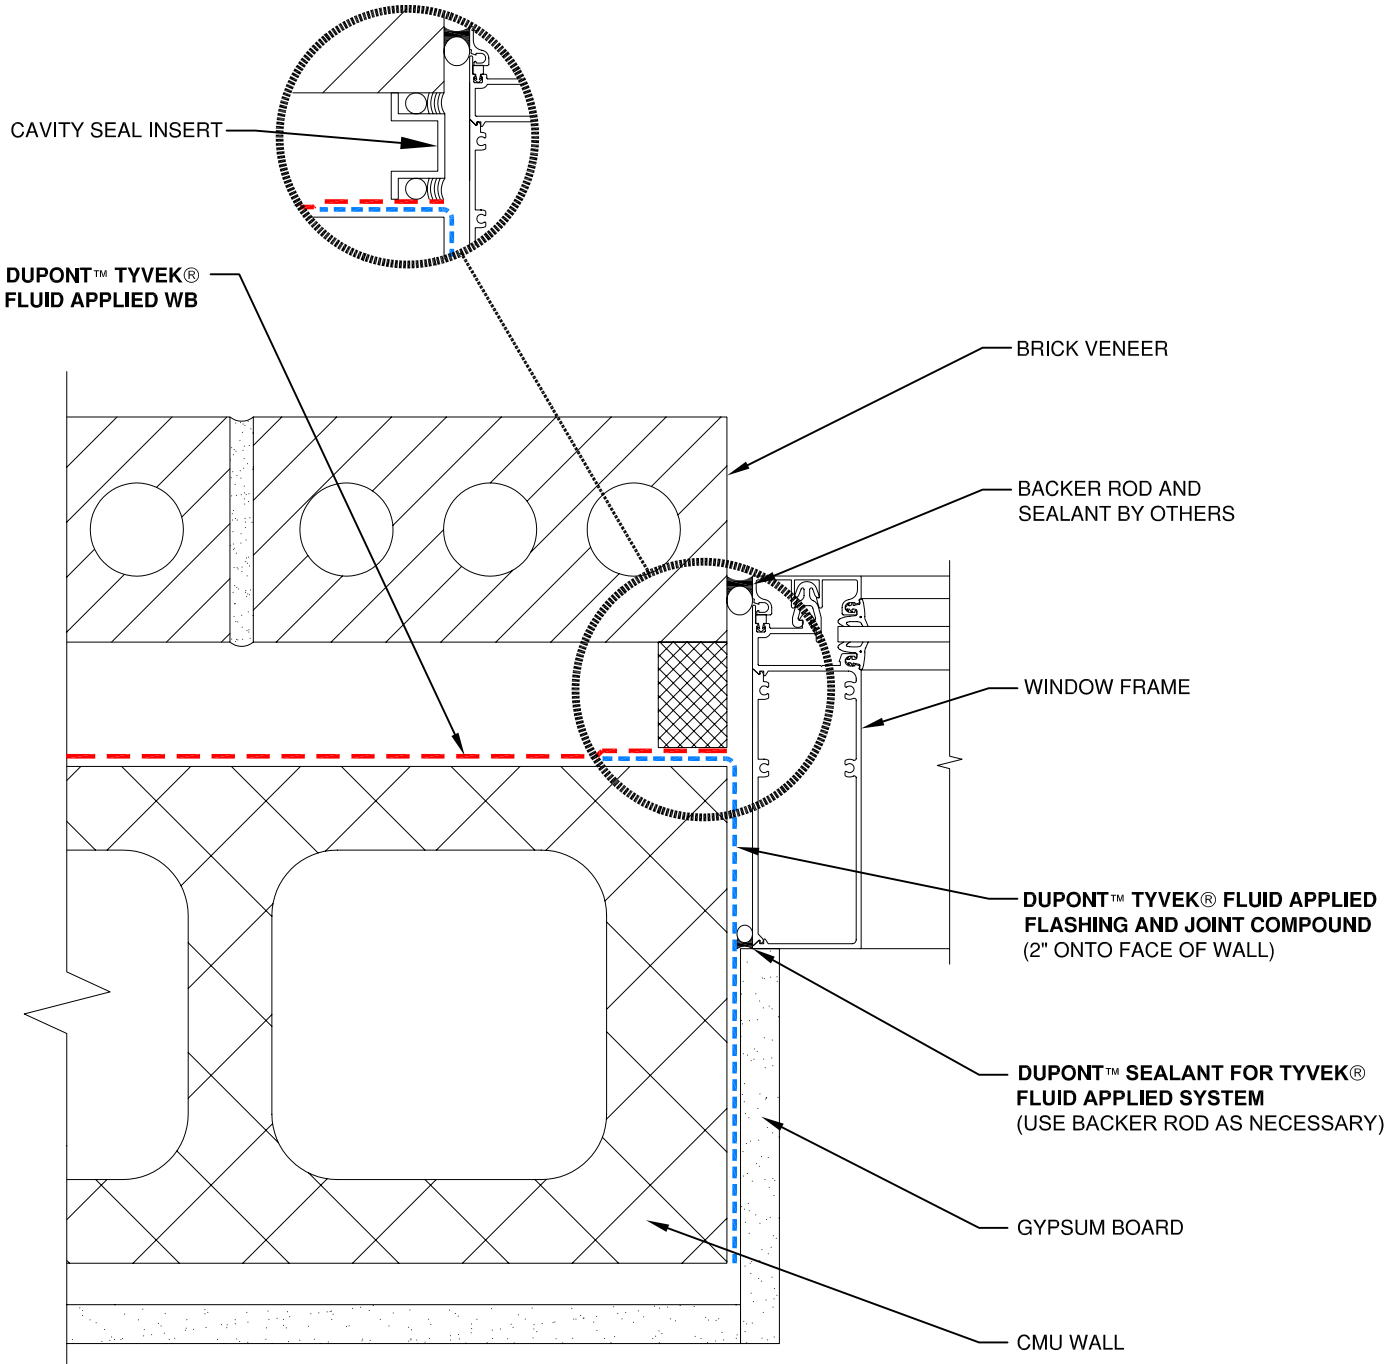 CAVITY SEAL INSERT
DUPONT™ TYVEK®
FLUID APPLIED WB
BRICK VENEER
BACKER ROD AND
SEALANT BY OTHERS
WINDOW FRAME
DUPONT™ TYVEK® FLUID APPLIED
FLASHING AND JOINT COMPOUND
(2" ONTO FACE OF WALL)
DUPONT™ SEALANT FOR TYVEK®
FLUID APPLIED SYSTEM
(USE BACKER ROD AS NECESSARY)
GYPSUM BOARD
CMU WALL